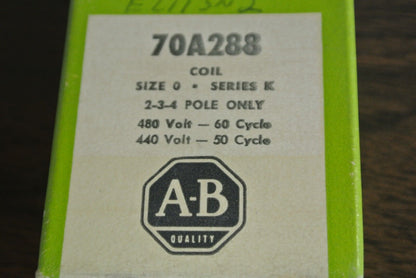 70A288
COIL
SIZE 0 • SERIES K
2-3-4 POLE ONLY
480 Volt — 60 Cycle
440 Volt — 50 Cycle
A-B
QUALITY